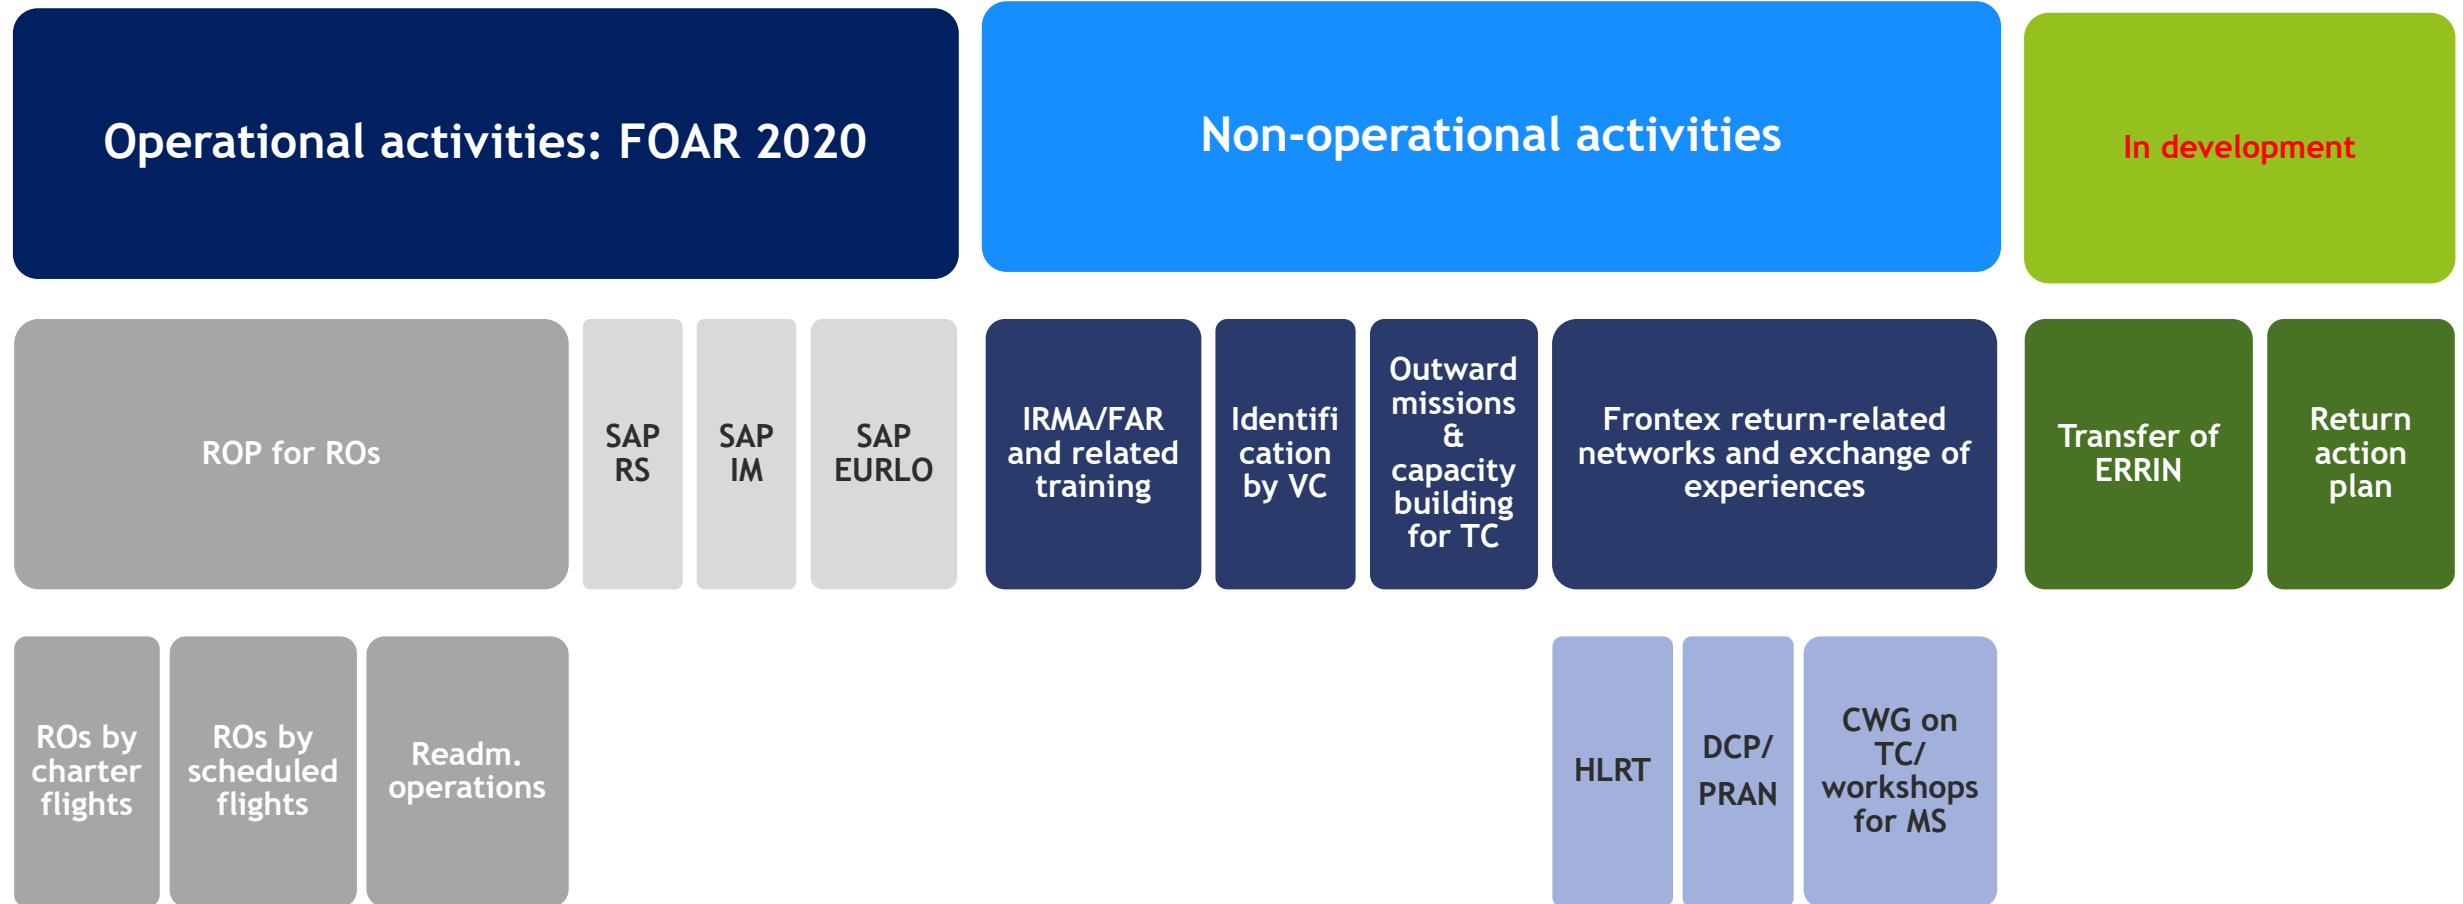 Operational activities: FOAR 2020
Non-operational activities
In development
ROP for ROs
SAP
RS
SAP
IM
SAP
EURLO
IRMA/FAR
and related
training
Identifi
cation
by VC
Outward
missions
&
capacity
building
for TC
Frontex return-related
networks and exchange of
experiences
Transfer of
ERRIN
Return
action
plan
ROs by
charter
flights
ROs by
scheduled
flights
Readm.
operations
HLRT
DCP/
PRAN
CWG on
TC/
workshops
for MS